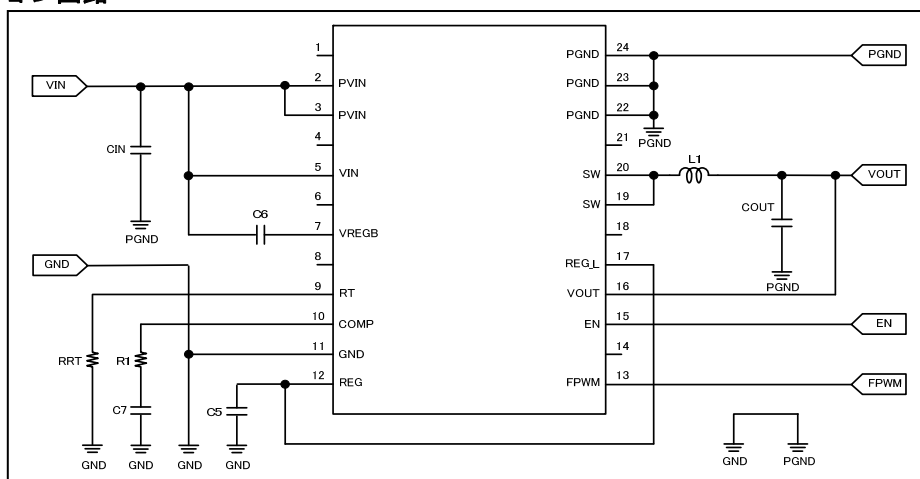 1
24
PGND
PGND
VIN
2
PVIN
PGND
23
3
PVIN
PGND
22
4
21
PGND
CIN
5
VIN
SW
20
L1
VOUT
6
SW
19
COUT
C6
7
VREGB
18
PGND
GND
8
REG_L
17
PGND
9
RT
VOUT
16
10
COMP
EN
15
EN
RRT
R1
11
GND
14
12
REG
FPWM
13
FPWM
C7
C5
GND
GND
GND
GND
GND
PGND